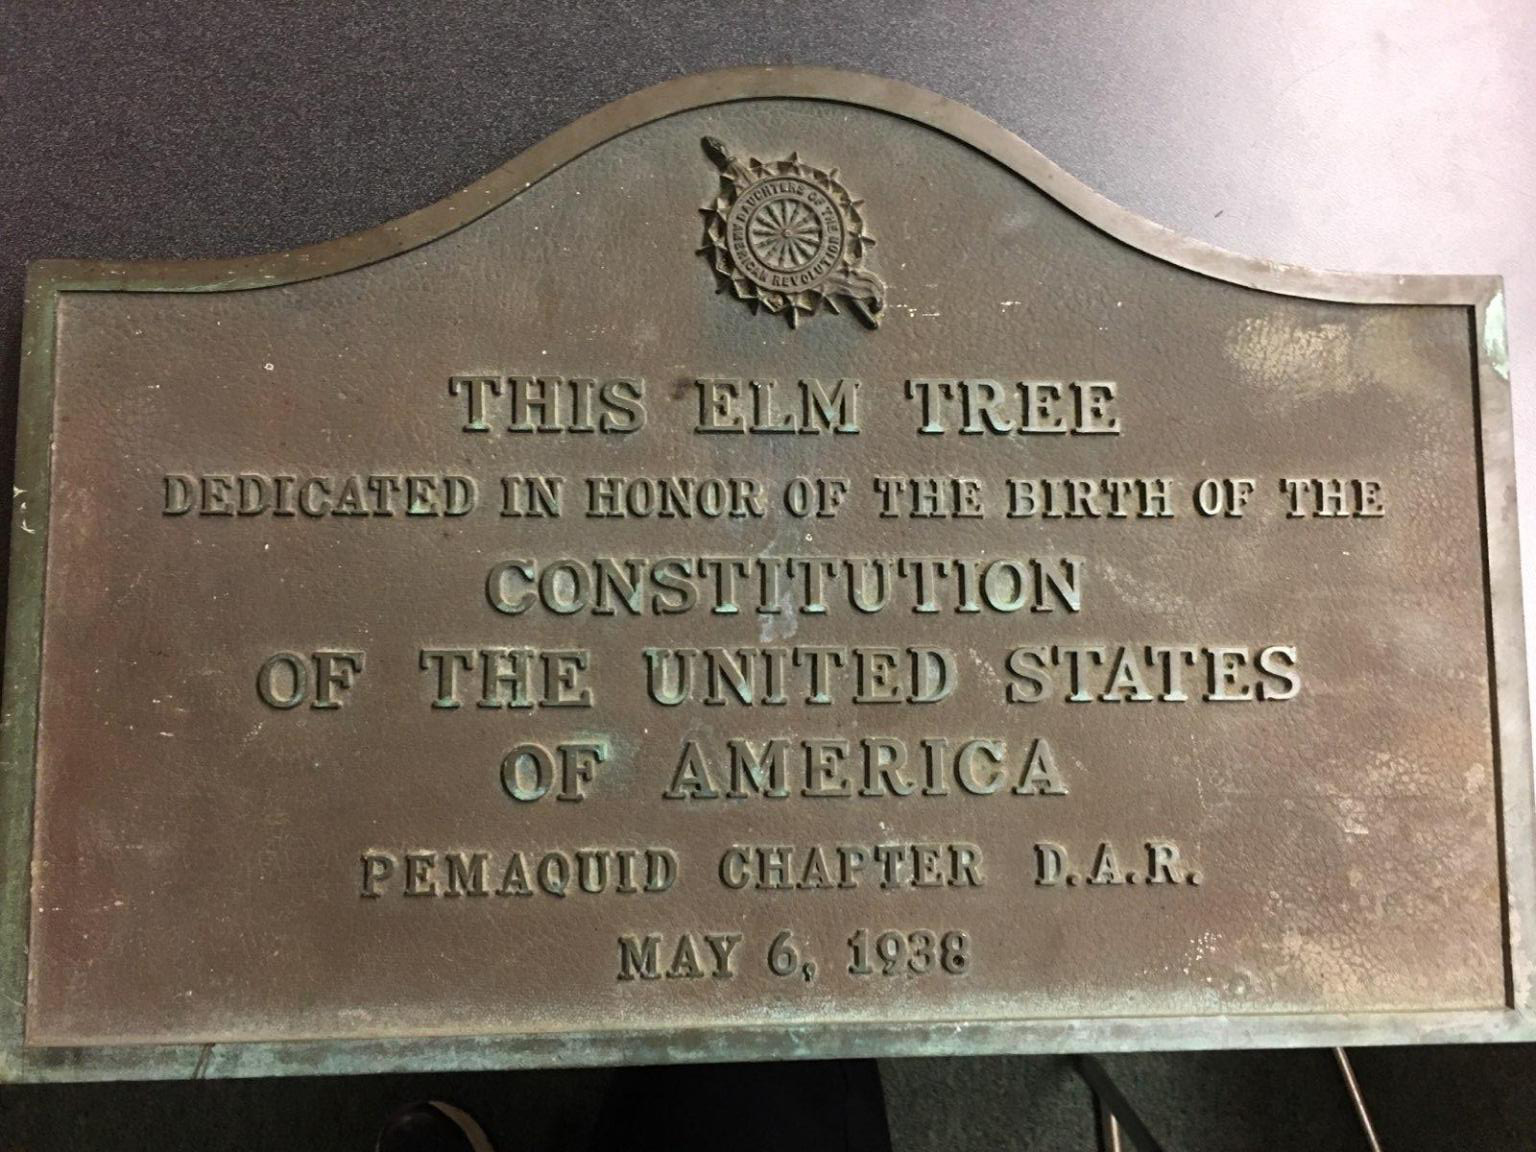 DAUGHTERS OF THE AMERICAN REVOLUTION
THIS ELM TREE
DEDICATED IN HONOR OF THE BIRTH OF THE
CONSTITUTION
OF THE UNITED STATES
OF AMERICA
PEMAQUID CHAPTER D.A.R.
MAY 6, 1938